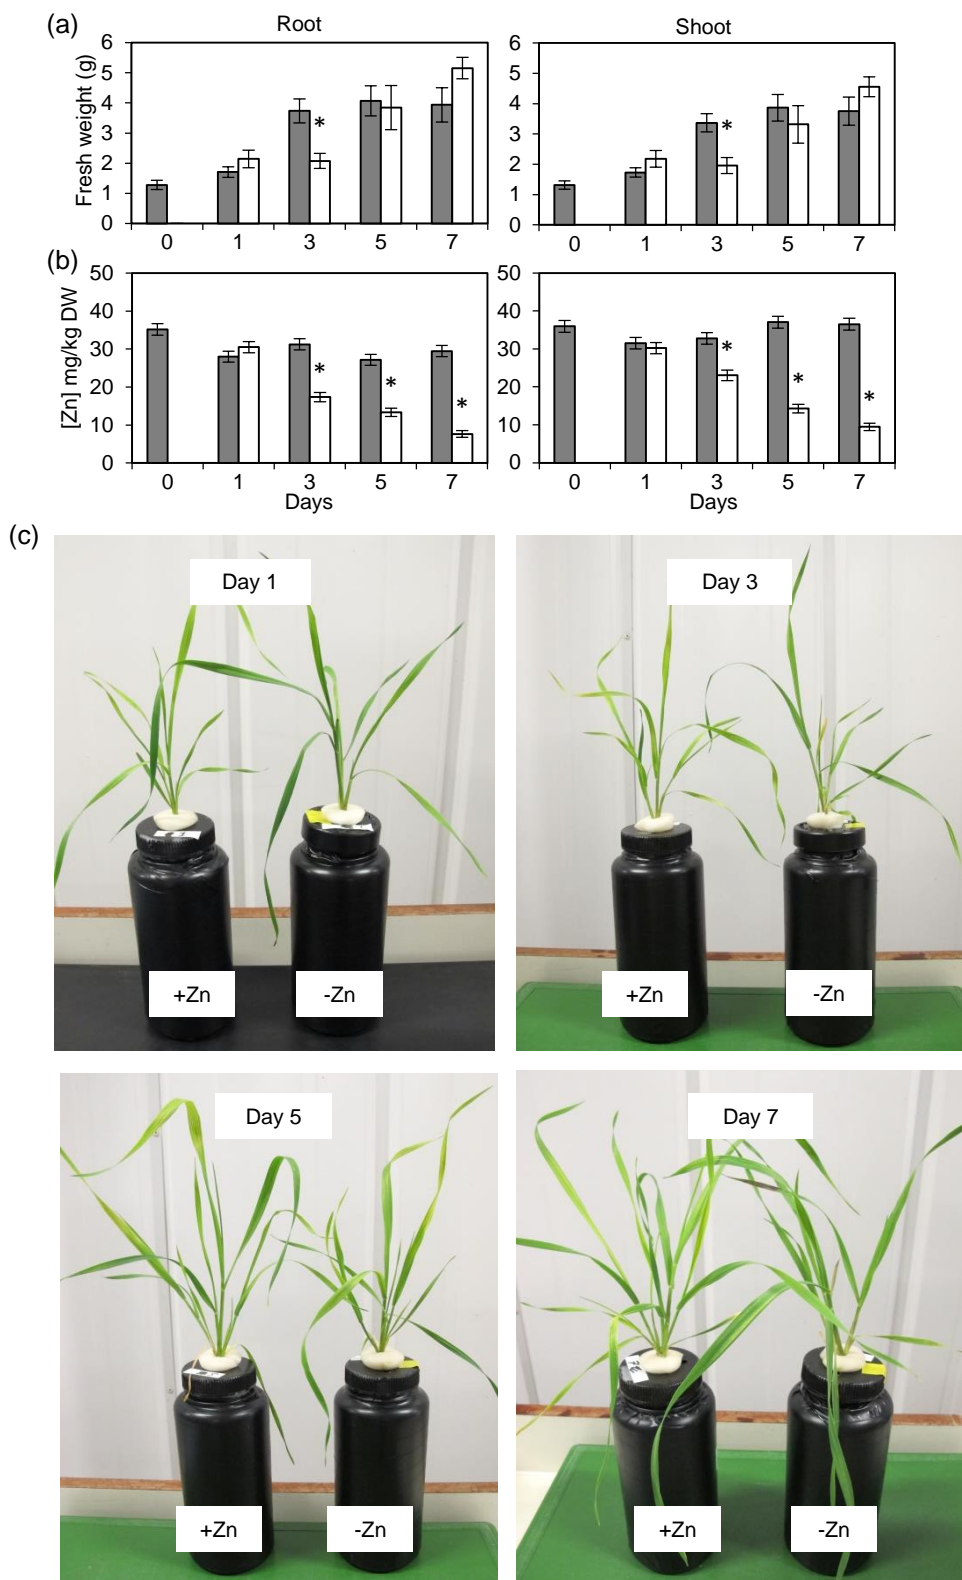 (a)
Root
Shoot
Fresh weight (g)
6
5
4
3
2
1
0
*
0 1 3 5 7
6
5
4
3
2
1
0
*
0 1 3 5 7
(b)
[Zn] mg/kg DW
50
40
30
20
10
0
* * *
0 1 3 5 7
Days
50
40
30
20
10
0
* * *
0 1 3 5 7
Days
(c)
Day 1
+Zn
-Zn
Day 3
+Zn
-Zn
Day 5
+Zn
-Zn
Day 7
+Zn
-Zn